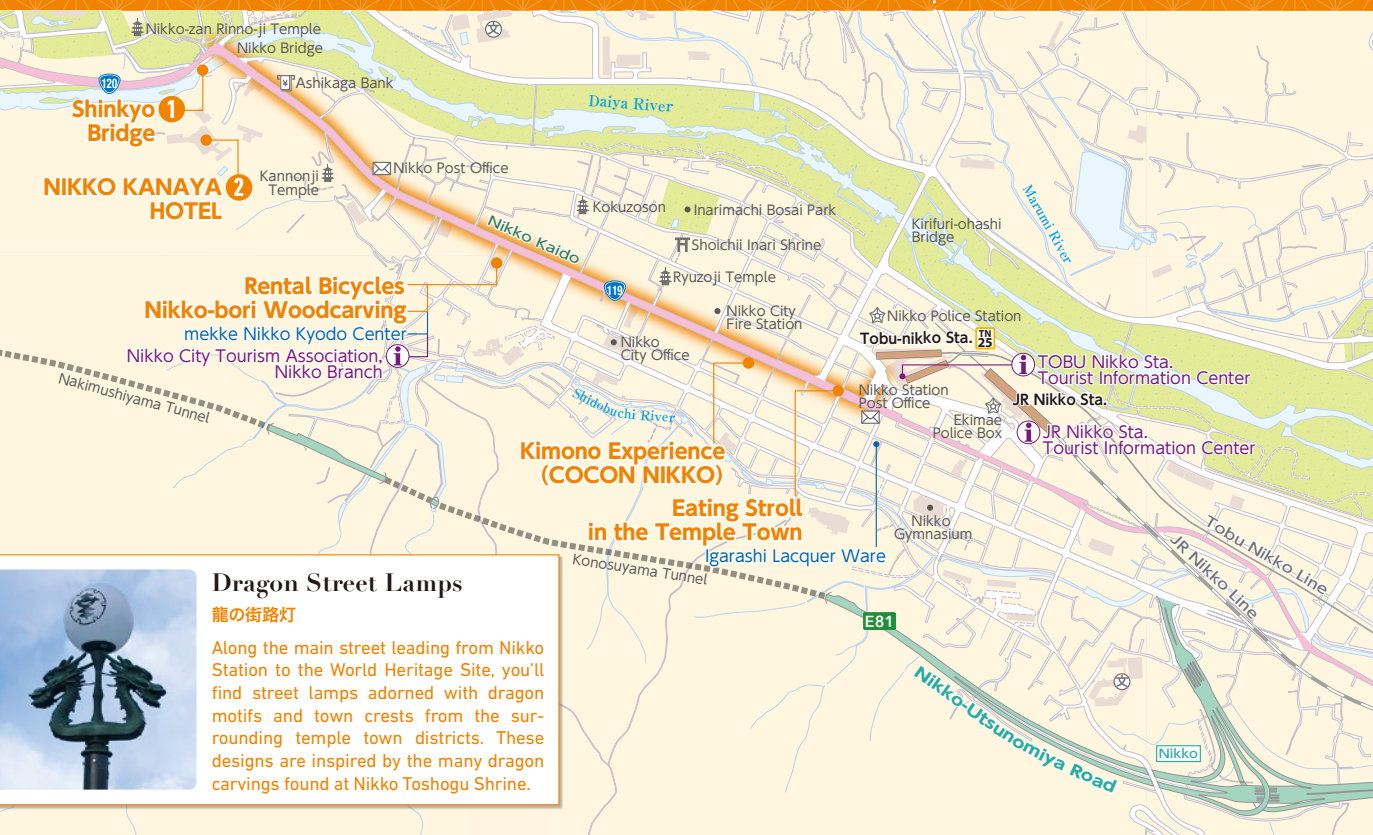 Nikko-zan Rinno-ji Temple
Nikko Bridge
文
120
Ashikaga Bank
Shinkyo 1
Bridge
Daiya River
NIKKO KANAYA 2
HOTEL
Kannonji
Temple
Nikko Post Office
Kokuzoson
Inarimachi Bosai Park
Marumi River
Kirifuri-ohashi
Bridge
Nikko Kaido
Shoichii Inari Shrine
Ryuzoji Temple
119
Rental Bicycles
Nikko-bori Woodcarving
mekke Nikko Kyodo Center
Nikko City Tourism Association,
Nikko Branch
i
Nikko City
Fire Station
Nikko
City Office
Nikko Police Station
Tobu-nikko Sta. TN
25
i TOBU Nikko Sta.
Tourist Information Center
Nikko Station
Post Office
JR Nikko Sta.
Ekimae
Police Box
i JR Nikko Sta.
Tourist Information Center
Nakimushiyama Tunnel
Shidobuchi River
Kimono Experience
(COCON NIKKO)
Eating Stroll
in the Temple Town
Igarashi Lacquer Ware
Nikko
Gymnasium
Konosuyama Tunnel
Tobu Nikko Line
JR Nikko Line
E81
Nikko-Utsunomiya Road
文
Nikko
Dragon Street Lamps
龍の街路灯
Along the main street leading from Nikko
Station to the World Heritage Site, you'll
find street lamps adorned with dragon
motifs and town crests from the sur-
rounding temple town districts. These
designs are inspired by the many dragon
carvings found at Nikko Toshogu Shrine.